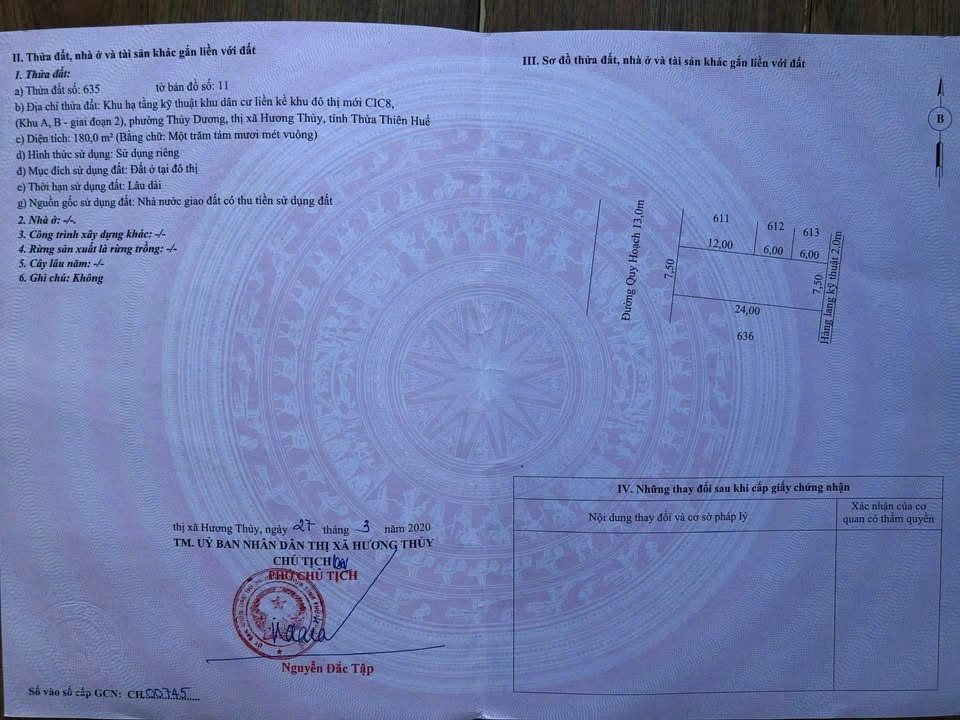 II. Thửa đất, nhà ở và tài sản khác gắn liền với đất
1. Thửa đất:
a) Thửa đất số: 635 tờ bản đồ số: 11
b) Địa chỉ thửa đất: Khu hạ tầng kỹ thuật khu dân cư liền kề khu đô thị mới CIC8,
(Khu A, B - giai đoạn 2), phường Thủy Dương, thị xã Hương Thủy, tỉnh Thừa Thiên Huế
c) Diện tích: 180,0 m² (Bằng chữ: Một trăm tám mươi mét vuông)
d) Hình thức sử dụng: Sử dụng riêng
đ) Mục đích sử dụng đất: Đất ở tại đô thị
e) Thời hạn sử dụng đất: Lâu dài
g) Nguồn gốc sử dụng đất: Nhà nước giao đất có thu tiền sử dụng đất
2. Nhà ở: -/-.
3. Công trình xây dựng khác: -/-
4. Rừng sản xuất là rừng trồng: -/-
5. Cây lâu năm: -/-
6. Ghi chú: Không
thị xã Hương Thủy, ngày 27 tháng 3 năm 2020
TM. UỶ BAN NHÂN DÂN THỊ XÃ HƯƠNG THỦY
CHỦ TỊCH
PHÓ CHỦ TỊCH
Nguyễn Đắc Tập
Số vào sổ cấp GCN: CH 00745
III. Sơ đồ thửa đất, nhà ở và tài sản khác gắn liền với đất
B
Đường Quy Hoạch 13,0m
611
612
613
12,00
6,00
6,00
7,50
7,50
Hàng lang kỹ thuật 2.0m
24,00
636
IV. Những thay đổi sau khi cấp giấy chứng nhận
Nội dung thay đổi và cơ sở pháp lý
Xác nhận của cơ
quan có thẩm quyền